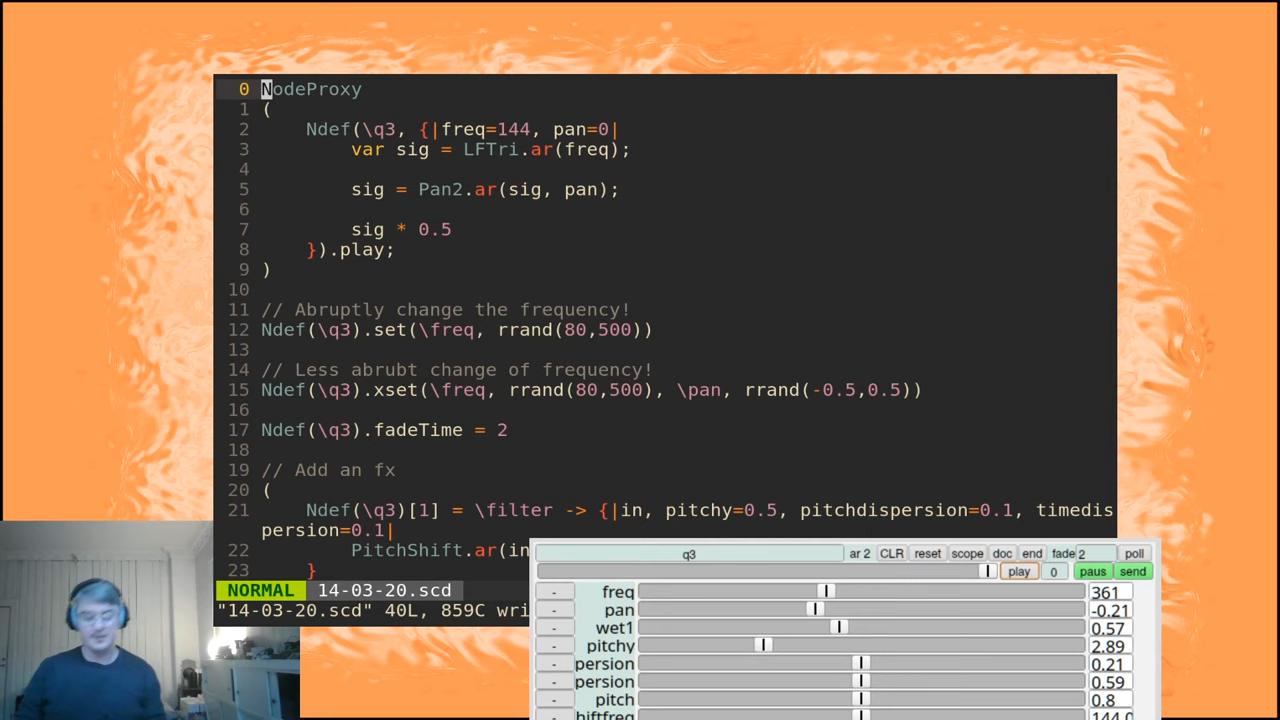 0 NodeProxy
1 (
2 Ndef(\q3, {|freq=144, pan=0|
3 var sig = LFTri.ar(freq);
4
5 sig = Pan2.ar(sig, pan);
6
7 sig * 0.5
8 }).play;
9 )
10
11 // Abruptly change the frequency!
12 Ndef(\q3).set(\freq, rrand(80,500))
13
14 // Less abrubt change of frequency!
15 Ndef(\q3).xset(\freq, rrand(80,500), \pan, rrand(-0.5,0.5))
16
17 Ndef(\q3).fadeTime = 2
18
19 // Add an fx
20 (
21 Ndef(\q3)[1] = \filter -> {|in, pitchy=0.5, pitchdispersion=0.1, timedis
persion=0.1|
22 PitchShift.ar(in
23 }
NORMAL 14-03-20.scd
"14-03-20.scd" 40L, 859C wri
q3 ar 2 CLR reset scope doc end fade 2 poll
play 0 paus send
- freq 361
- pan -0.21
- wet1 0.57
- pitchy 2.89
- persion 0.21
- persion 0.59
- pitch 0.8
- hiftfreq 144.0